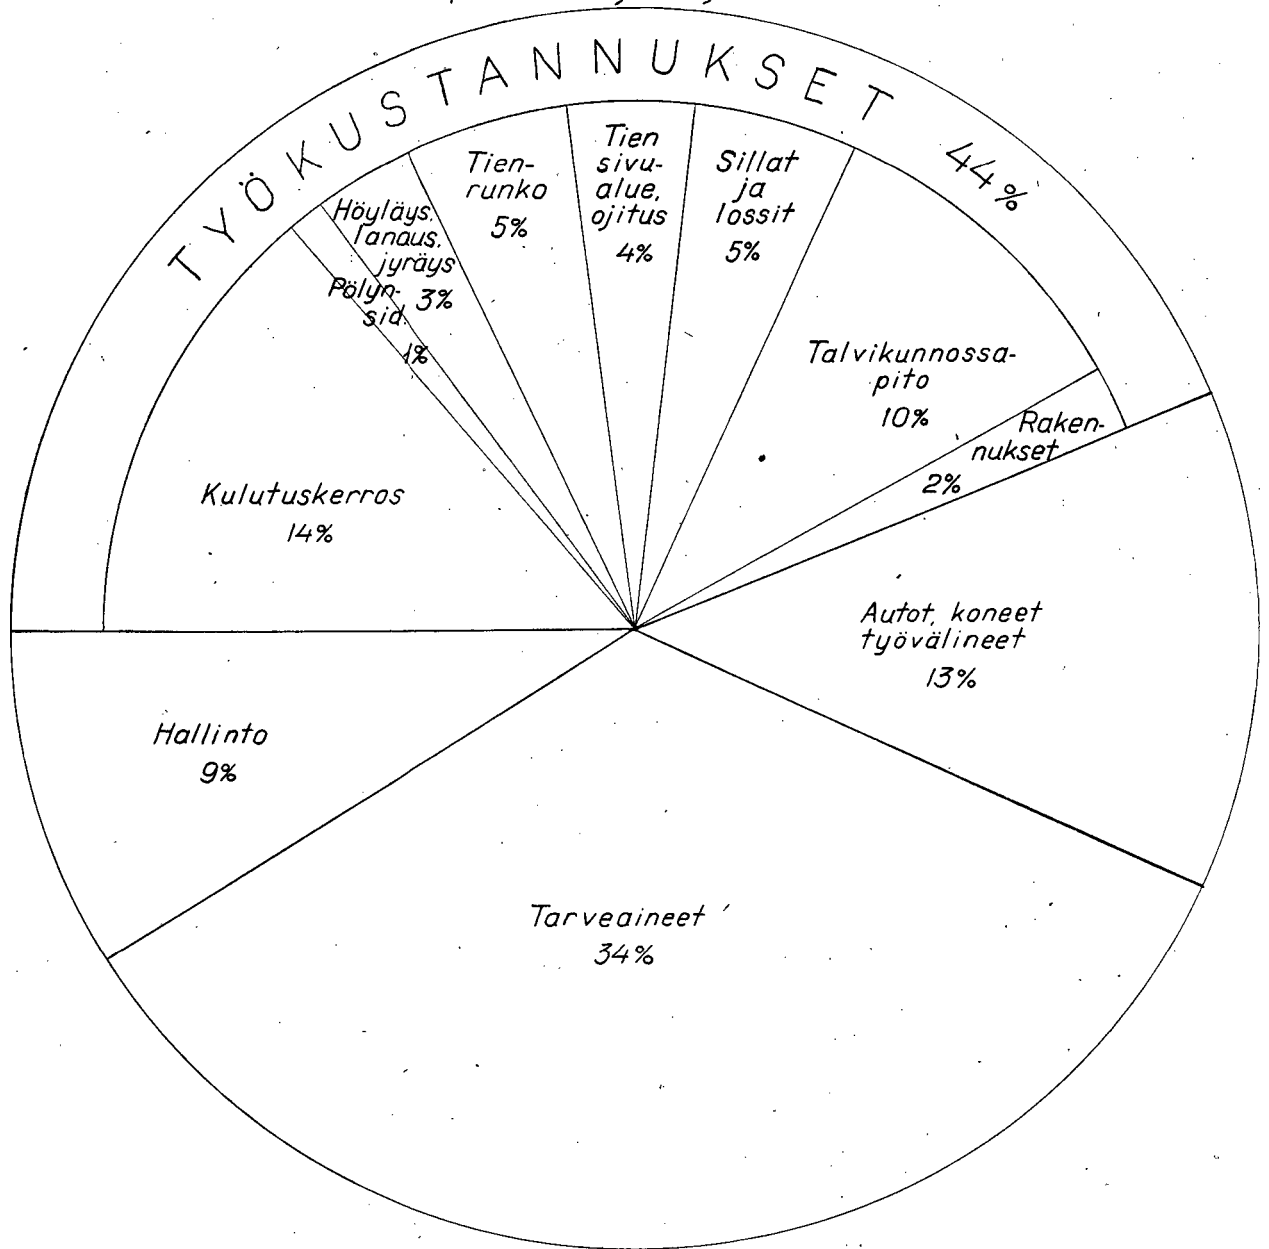 TYÖKUSTANNUKSET 44%
Tien-
runko
5%
Tien
sivu-
alue,
ojitus
4%
Sillat
ja
lossit
5%
Höyläys,
lanaus,
jyräys
3%
Pölyn-
sid.
1%
Talvikunnossa-
pito
10%
Raken-
nukset
2%
Kulutuskerros
14%
Autot, koneet
työvälineet
13%
Hallinto
9%
Tarveaineet
34%